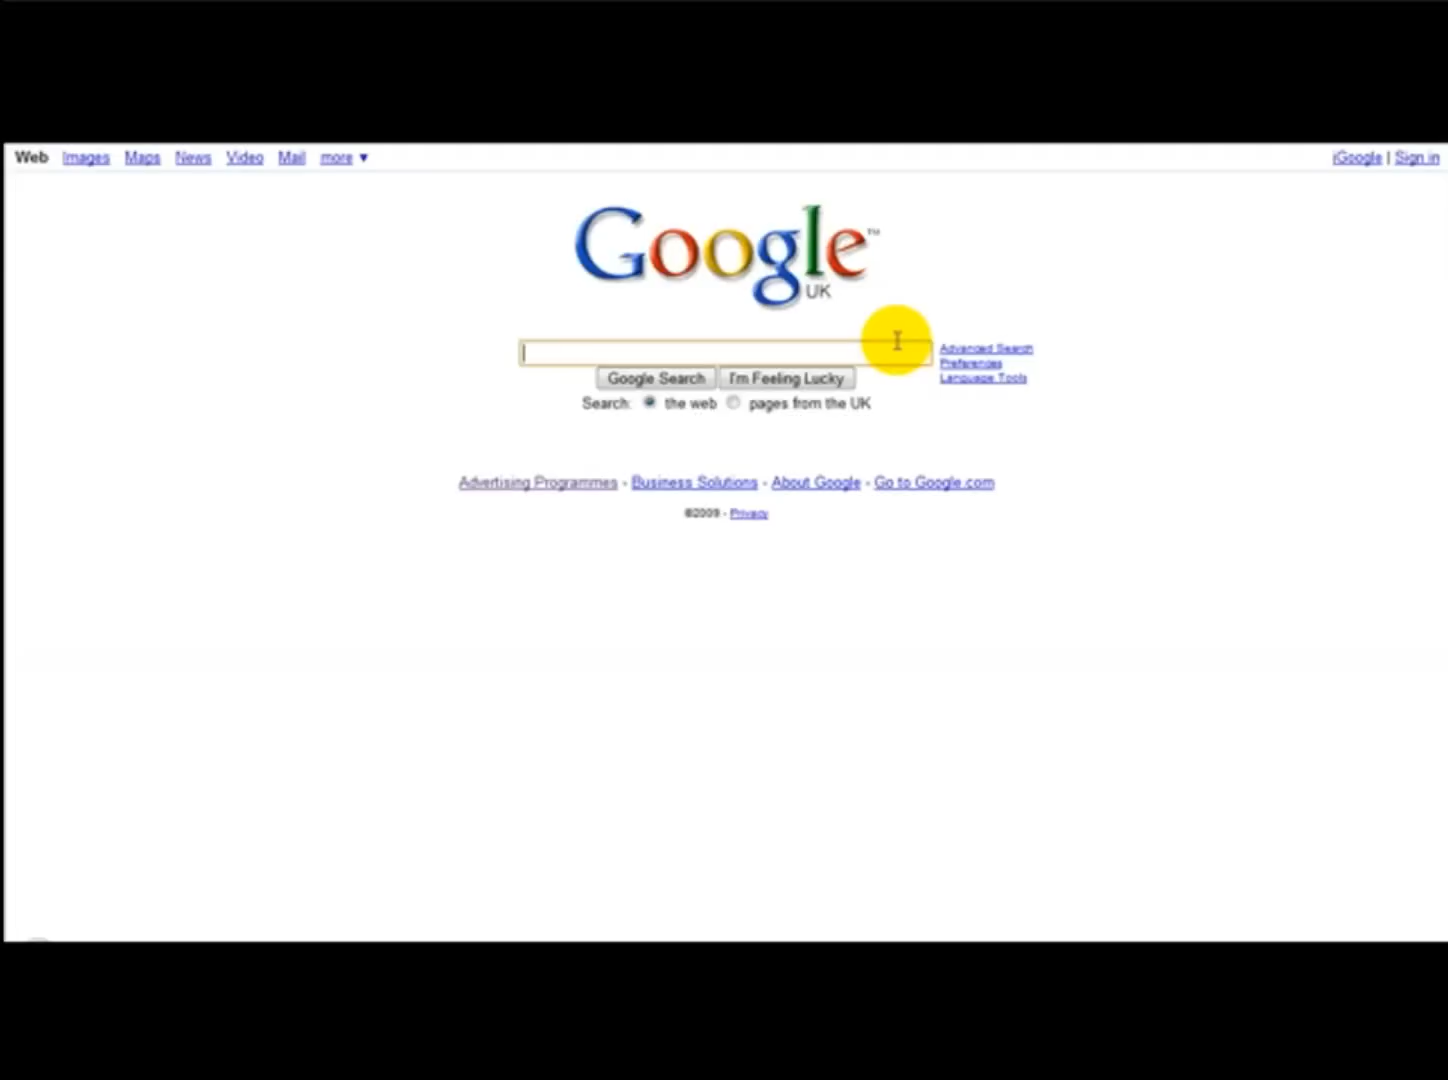 Web Images Maps News Video Mail more ▼ iGoogle | Sign in
Google™
UK
Advanced Search
Preferences
Language Tools
Google Search I'm Feeling Lucky
Search: the web pages from the UK
Advertising Programmes - Business Solutions - About Google - Go to Google.com
©2009 - Privacy